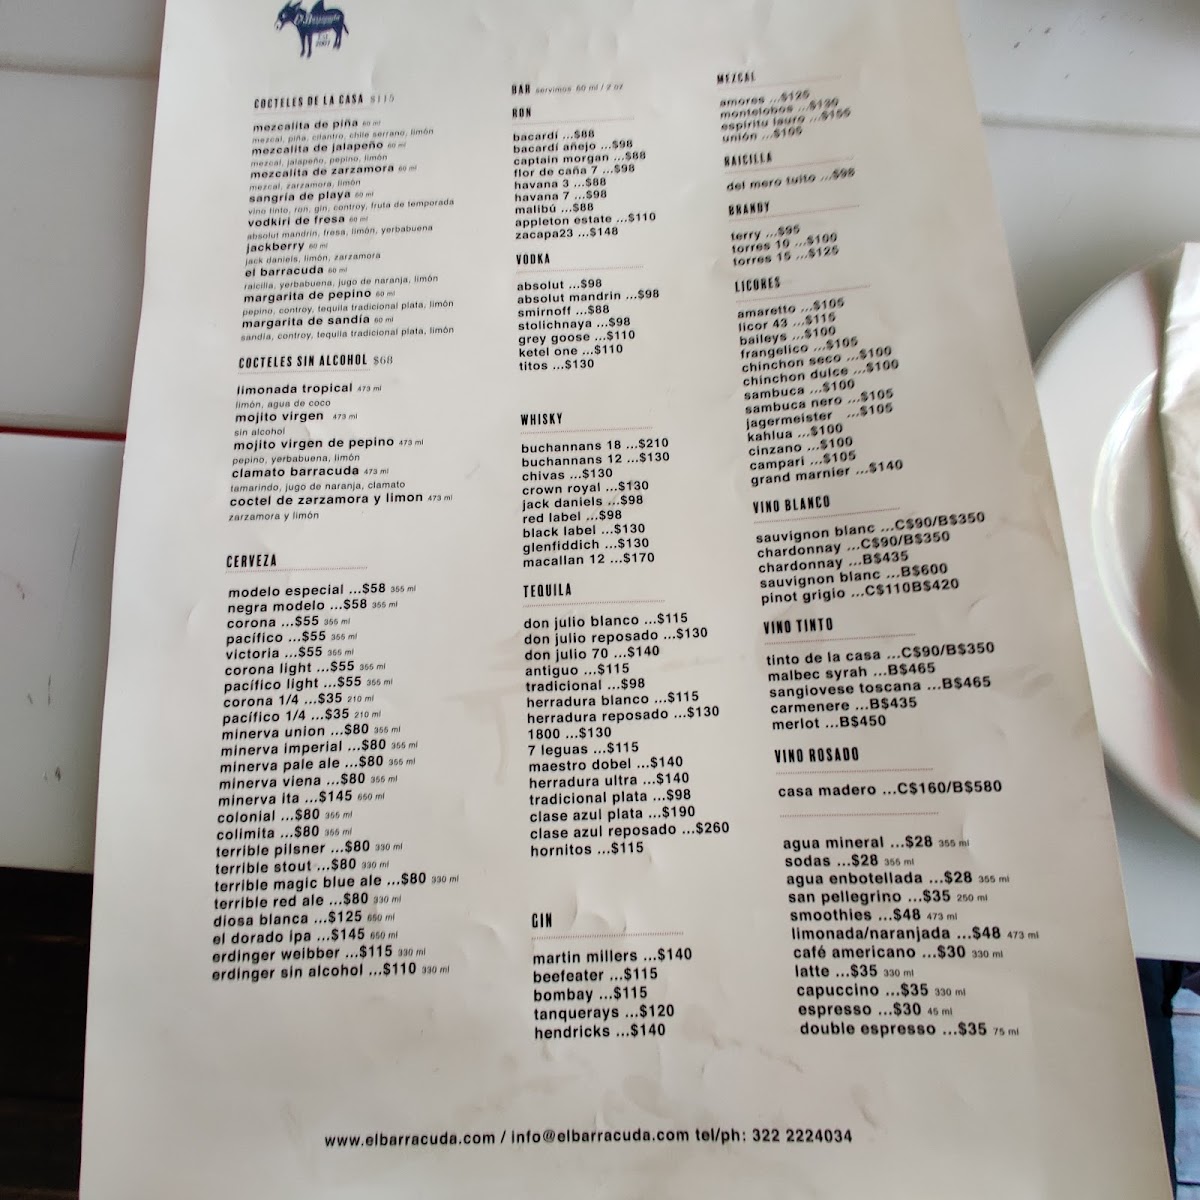 COCTELES DE LA CASA $115
mezcalita de piña 60 ml
mezcal, piña, cilantro, chile serrano, limón
mezcalita de jalapeño 60 ml
mezcal, jalapeño, pepino, limón
mezcalita de zarzamora 60 ml
mezcal, zarzamora, limón
sangría de playa 60 ml
vino tinto, ron, gin, controy, fruta de temporada
vodkiri de fresa 60 ml
absolut mandrin, fresa, limón, yerbabuena
jackberry 60 ml
jack daniels, limón, zarzamora
el barracuda 60 ml
raicilla, yerbabuena, jugo de naranja, limón
margarita de pepino 60 ml
pepino, controy, tequila tradicional plata, limón
margarita de sandía 60 ml
sandía, controy, tequila tradicional plata, limón
COCTELES SIN ALCOHOL $68
limonada tropical 473 ml
limón, agua de coco
mojito virgen 473 ml
sin alcohol
mojito virgen de pepino 473 ml
pepino, yerbabuena, limón
clamato barracuda 473 ml
tamarindo, jugo de naranja, clamato
coctel de zarzamora y limon 473 ml
zarzamora y limón
CERVEZA
modelo especial ...$58 355 ml
negra modelo ...$58 355 ml
corona ...$55 355 ml
pacífico ...$55 355 ml
victoria ...$55 355 ml
corona light ...$55 355 ml
pacífico light ...$55 355 ml
corona 1/4 ...$35 210 ml
pacífico 1/4 ...$35 210 ml
minerva union ...$80 355 ml
minerva imperial ...$80 355 ml
minerva pale ale ...$80 355 ml
minerva viena ...$80 355 ml
minerva ita ...$145 650 ml
colonial ...$80 355 ml
colimita ...$80 355 ml
terrible pilsner ...$80 330 ml
terrible stout ...$80 330 ml
terrible magic blue ale ...$80 330 ml
terrible red ale ...$80 330 ml
diosa blanca ...$125 650 ml
el dorado ipa ...$145 650 ml
erdinger weibber ...$115 330 ml
erdinger sin alcohol ...$110 330 ml
BAR servimos 60 ml / 2 oz
RON
bacardí ...$88
bacardí añejo ...$98
captain morgan ...$88
flor de caña 7 ...$98
havana 3 ...$88
havana 7 ...$98
malibú ...$88
appleton estate ...$110
zacapa23 ...$148
VODKA
absolut ...$98
absolut mandrin ...$98
smirnoff ...$88
stolichnaya ...$98
grey goose ...$110
ketel one ...$110
titos ...$130
WHISKY
buchannans 18 ...$210
buchannans 12 ...$130
chivas ...$130
crown royal ...$130
jack daniels ...$98
red label ...$98
black label ...$130
glenfiddich ...$130
macallan 12 ...$170
TEQUILA
don julio blanco ...$115
don julio reposado ...$130
don julio 70 ...$140
antiguo ...$115
tradicional ...$98
herradura blanco ...$115
herradura reposado ...$130
1800 ...$130
7 leguas ...$115
maestro dobel ...$140
herradura ultra ...$140
tradicional plata ...$98
clase azul plata ...$190
clase azul reposado ...$260
hornitos ...$115
GIN
martin millers ...$140
beefeater ...$115
bombay ...$115
tanquerays ...$120
hendricks ...$140
MEZCAL
amores ...$125
montelobos ...$130
espíritu lauro ...$155
unión ...$105
RAICILLA
del mero tuito ...$98
BRANDY
terry ...$95
torres 10 ...$100
torres 15 ...$125
LICORES
amaretto ...$105
licor 43 ...$115
baileys ...$100
frangelico ...$105
chinchon seco ...$100
chinchon dulce ...$100
sambuca ...$100
sambuca nero ...$105
jagermeister ...$105
kahlua ...$100
cinzano ...$100
campari ...$105
grand marnier ...$140
VINO BLANCO
sauvignon blanc ...C$90/B$350
chardonnay ...C$90/B$350
chardonnay ...B$435
sauvignon blanc ...B$600
pinot grigio ...C$110B$420
VINO TINTO
tinto de la casa ...C$90/B$350
malbec syrah ...B$465
sangiovese toscana ...B$465
carmenere ...B$435
merlot ...B$450
VINO ROSADO
casa madero ...C$160/B$580
agua mineral ...$28 355 ml
sodas ...$28 355 ml
agua enbotellada ...$28 355 ml
san pellegrino ...$35 250 ml
smoothies ...$48 473 ml
limonada/naranjada ...$48 473 ml
café americano ...$30 330 ml
latte ...$35 330 ml
capuccino ...$35 330 ml
espresso ...$30 45 ml
double espresso ...$35 75 ml
www.elbarracuda.com / info@elbarracuda.com tel/ph: 322 2224034